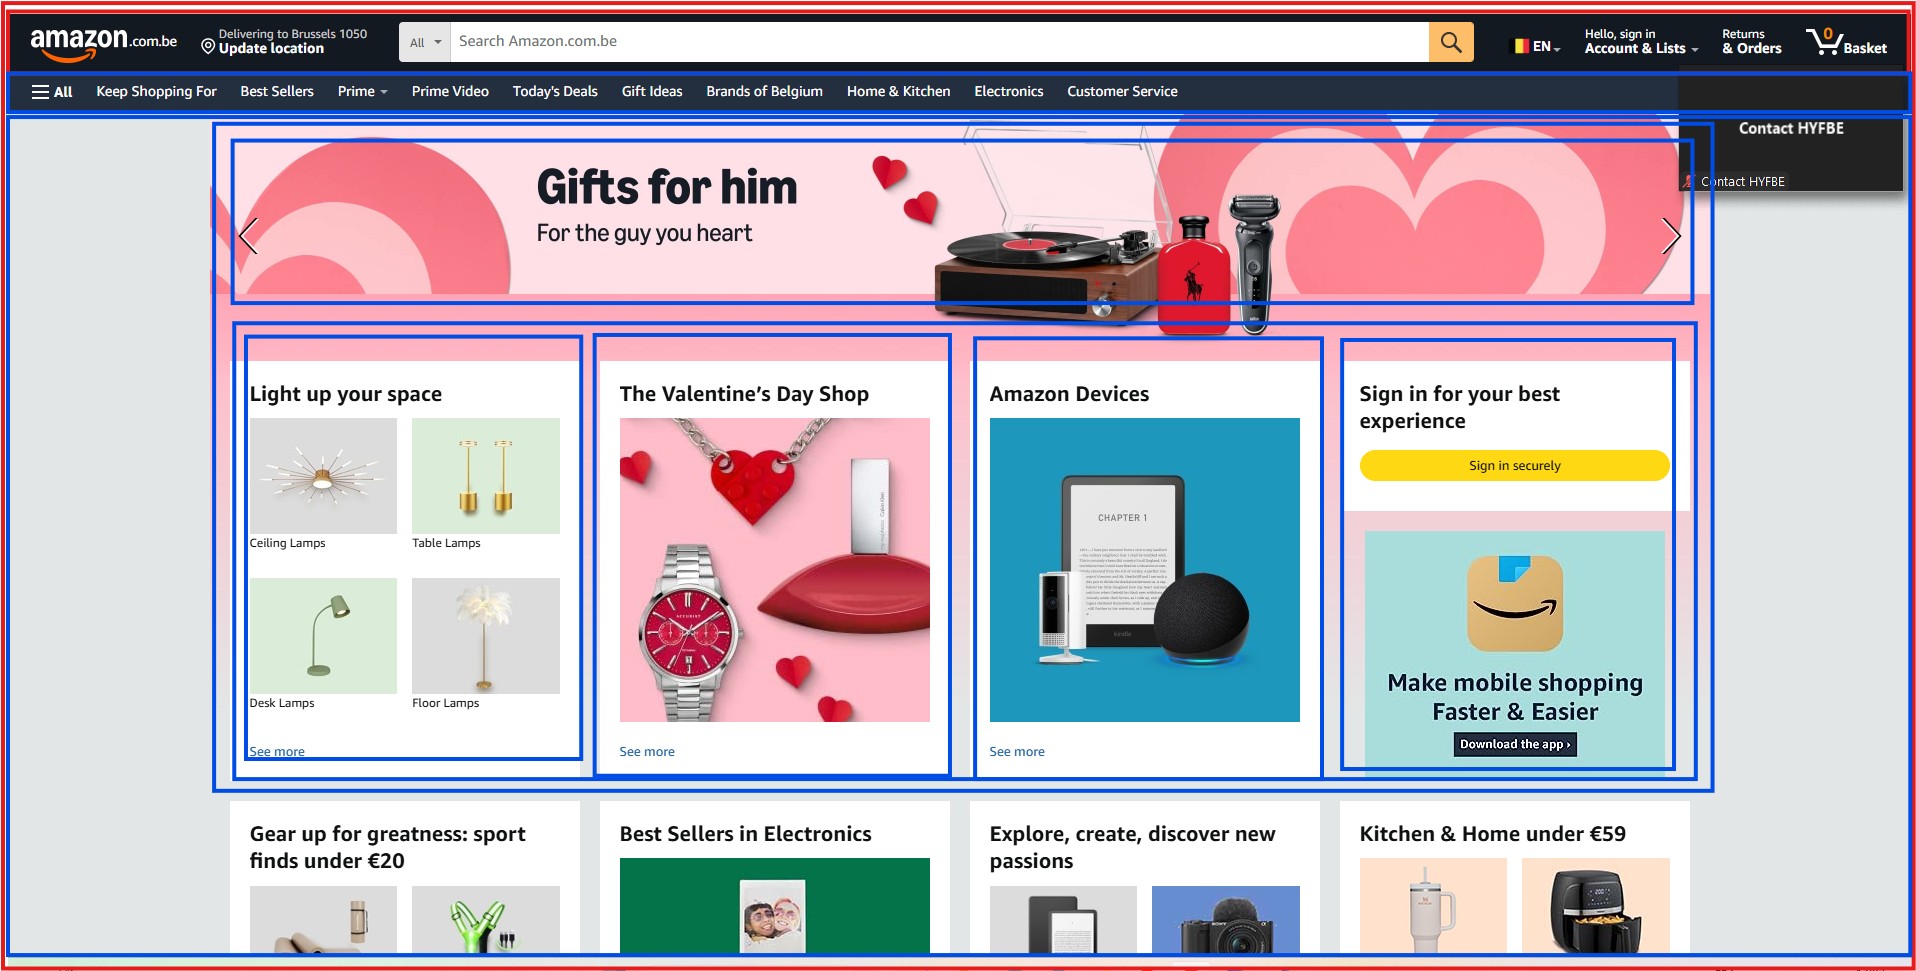 amazon.com.be
Delivering to Brussels 1050
Update location
All
Search Amazon.com.be
EN
Hello, sign in
Account & Lists
Returns
& Orders
0
Basket
All
Keep Shopping For
Best Sellers
Prime
Prime Video
Today's Deals
Gift Ideas
Brands of Belgium
Home & Kitchen
Electronics
Customer Service
Contact HYFBE
Contact HYFBE
Gifts for him
For the guy you heart
Light up your space
Ceiling Lamps
Table Lamps
Desk Lamps
Floor Lamps
See more
The Valentine’s Day Shop
ACCURIST
See more
Amazon Devices
CHAPTER 1
kindle
See more
Sign in for your best
experience
Sign in securely
Make mobile shopping
Faster & Easier
Download the app ›
Gear up for greatness: sport
finds under €20
Best Sellers in Electronics
Explore, create, discover new
passions
SONY
Kitchen & Home under €59